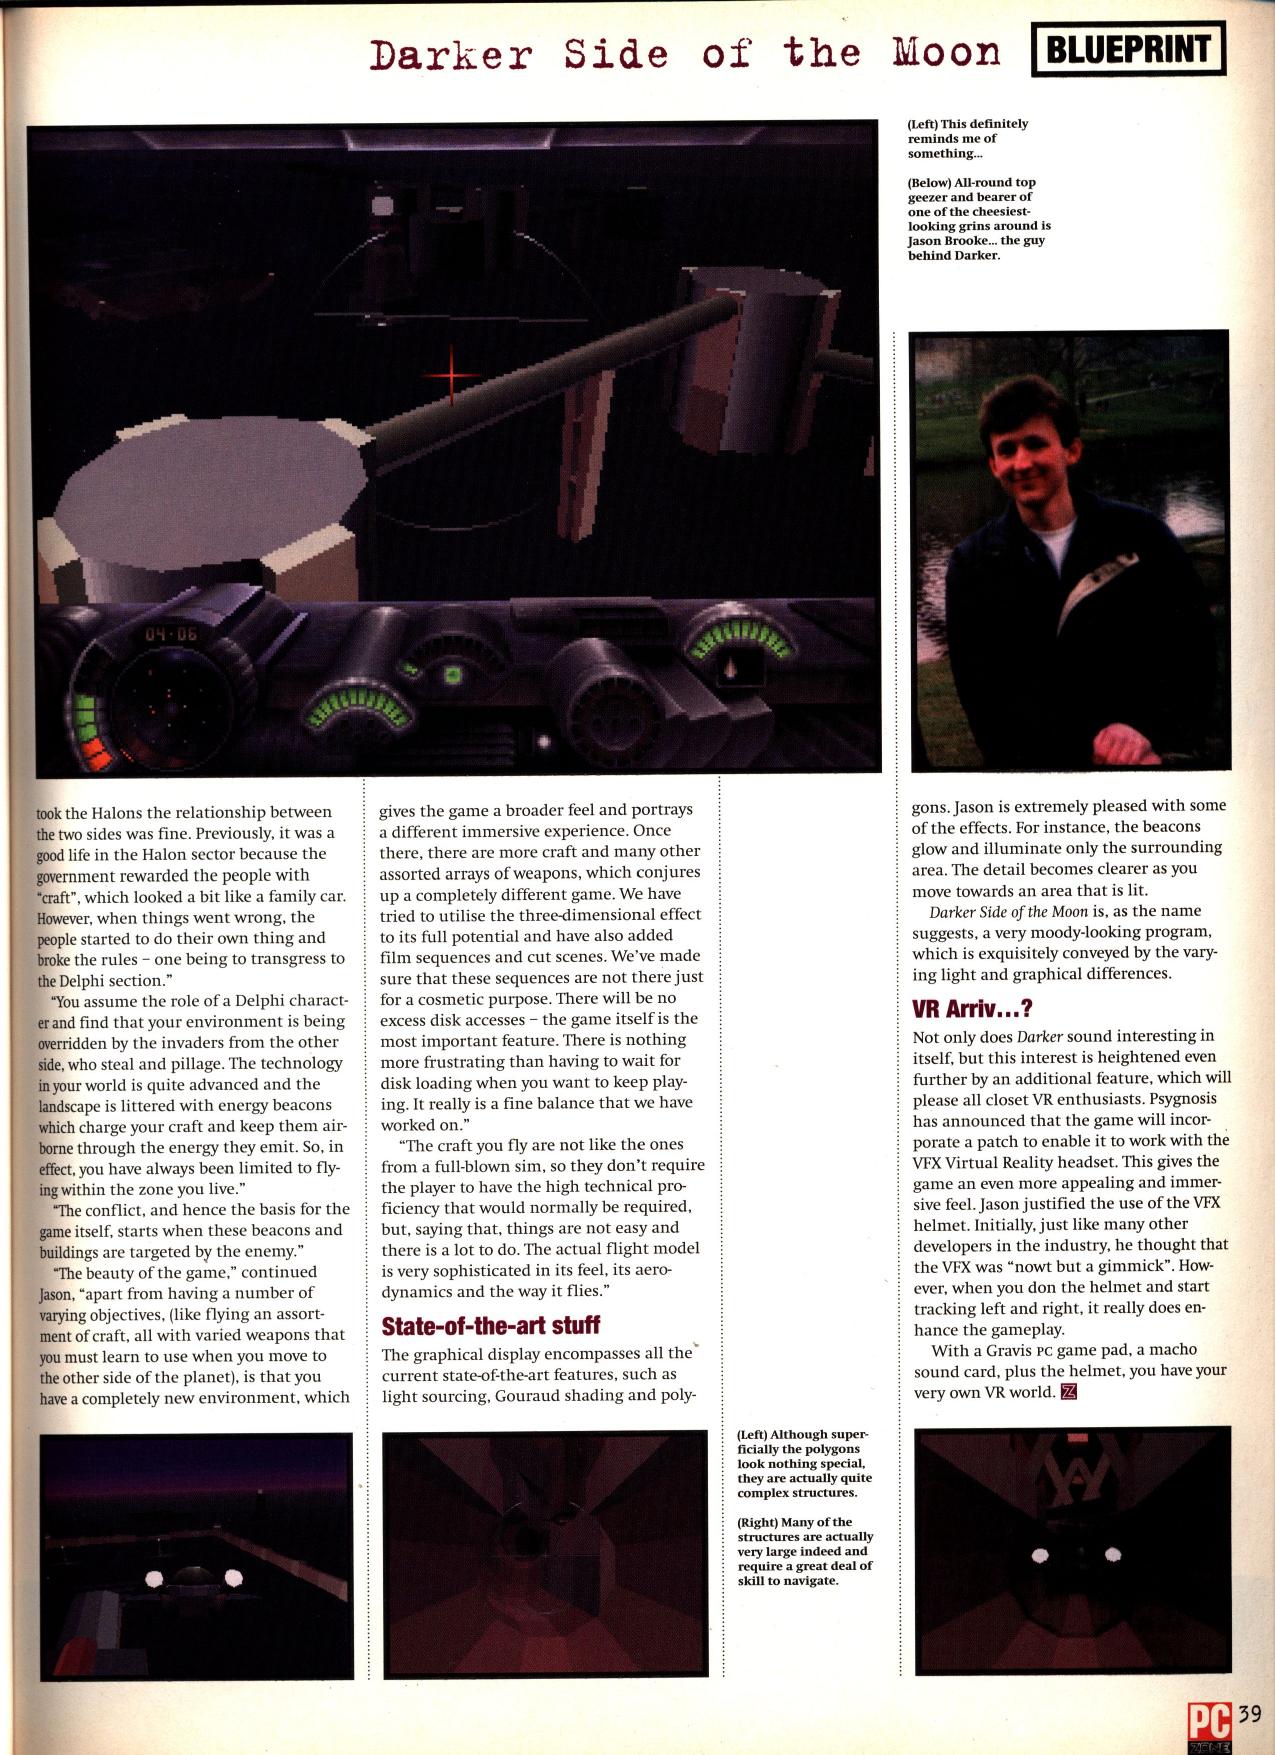 Darker Side of the Moon
BLUEPRINT
(Left) This definitely
reminds me of
something...
(Below) All-round top
geezer and bearer of
one of the cheesiest-
looking grins around is
Jason Brooke... the guy
behind Darker.
04·06
took the Halons the relationship between
the two sides was fine. Previously, it was a
good life in the Halon sector because the
government rewarded the people with
“craft”, which looked a bit like a family car.
However, when things went wrong, the
people started to do their own thing and
broke the rules – one being to transgress to
the Delphi section.”
“You assume the role of a Delphi charact-
er and find that your environment is being
overridden by the invaders from the other
side, who steal and pillage. The technology
in your world is quite advanced and the
landscape is littered with energy beacons
which charge your craft and keep them air-
borne through the energy they emit. So, in
effect, you have always been limited to fly-
ing within the zone you live.”
“The conflict, and hence the basis for the
game itself, starts when these beacons and
buildings are targeted by the enemy.”
“The beauty of the game,” continued
Jason, “apart from having a number of
varying objectives, (like flying an assort-
ment of craft, all with varied weapons that
you must learn to use when you move to
the other side of the planet), is that you
have a completely new environment, which
gives the game a broader feel and portrays
a different immersive experience. Once
there, there are more craft and many other
assorted arrays of weapons, which conjures
up a completely different game. We have
tried to utilise the three-dimensional effect
to its full potential and have also added
film sequences and cut scenes. We’ve made
sure that these sequences are not there just
for a cosmetic purpose. There will be no
excess disk accesses – the game itself is the
most important feature. There is nothing
more frustrating than having to wait for
disk loading when you want to keep play-
ing. It really is a fine balance that we have
worked on.”
“The craft you fly are not like the ones
from a full-blown sim, so they don’t require
the player to have the high technical pro-
ficiency that would normally be required,
but, saying that, things are not easy and
there is a lot to do. The actual flight model
is very sophisticated in its feel, its aero-
dynamics and the way it flies.”
State-of-the-art stuff
The graphical display encompasses all the
current state-of-the-art features, such as
light sourcing, Gouraud shading and poly-
gons. Jason is extremely pleased with some
of the effects. For instance, the beacons
glow and illuminate only the surrounding
area. The detail becomes clearer as you
move towards an area that is lit.
Darker Side of the Moon is, as the name
suggests, a very moody-looking program,
which is exquisitely conveyed by the vary-
ing light and graphical differences.
VR Arriv...?
Not only does Darker sound interesting in
itself, but this interest is heightened even
further by an additional feature, which will
please all closet VR enthusiasts. Psygnosis
has announced that the game will incor-
porate a patch to enable it to work with the
VFX Virtual Reality headset. This gives the
game an even more appealing and immer-
sive feel. Jason justified the use of the VFX
helmet. Initially, just like many other
developers in the industry, he thought that
the VFX was “nowt but a gimmick”. How-
ever, when you don the helmet and start
tracking left and right, it really does en-
hance the gameplay.
With a Gravis PC game pad, a macho
sound card, plus the helmet, you have your
very own VR world. Z
(Left) Although super-
ficially the polygons
look nothing special,
they are actually quite
complex structures.
(Right) Many of the
structures are actually
very large indeed and
require a great deal of
skill to navigate.
PC
ZONE
39